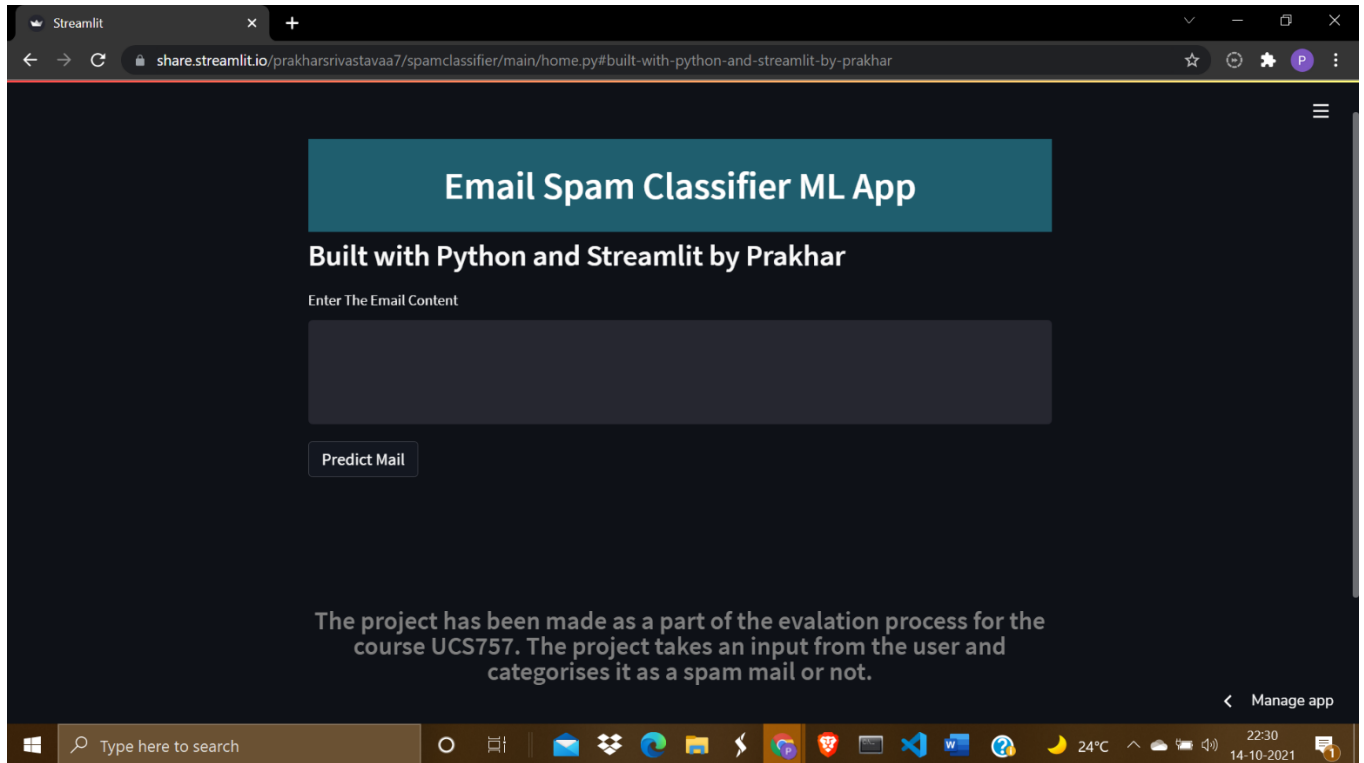 Streamlit
share.streamlit.io/prakharsrivastavaa7/spamclassifier/main/home.py#built-with-python-and-streamlit-by-prakhar
P
Email Spam Classifier ML App
Built with Python and Streamlit by Prakhar
Enter The Email Content
Predict Mail
The project has been made as a part of the evalation process for the
course UCS757. The project takes an input from the user and
categorises it as a spam mail or not.
Manage app
Type here to search
24°C
22:30
14-10-2021
1